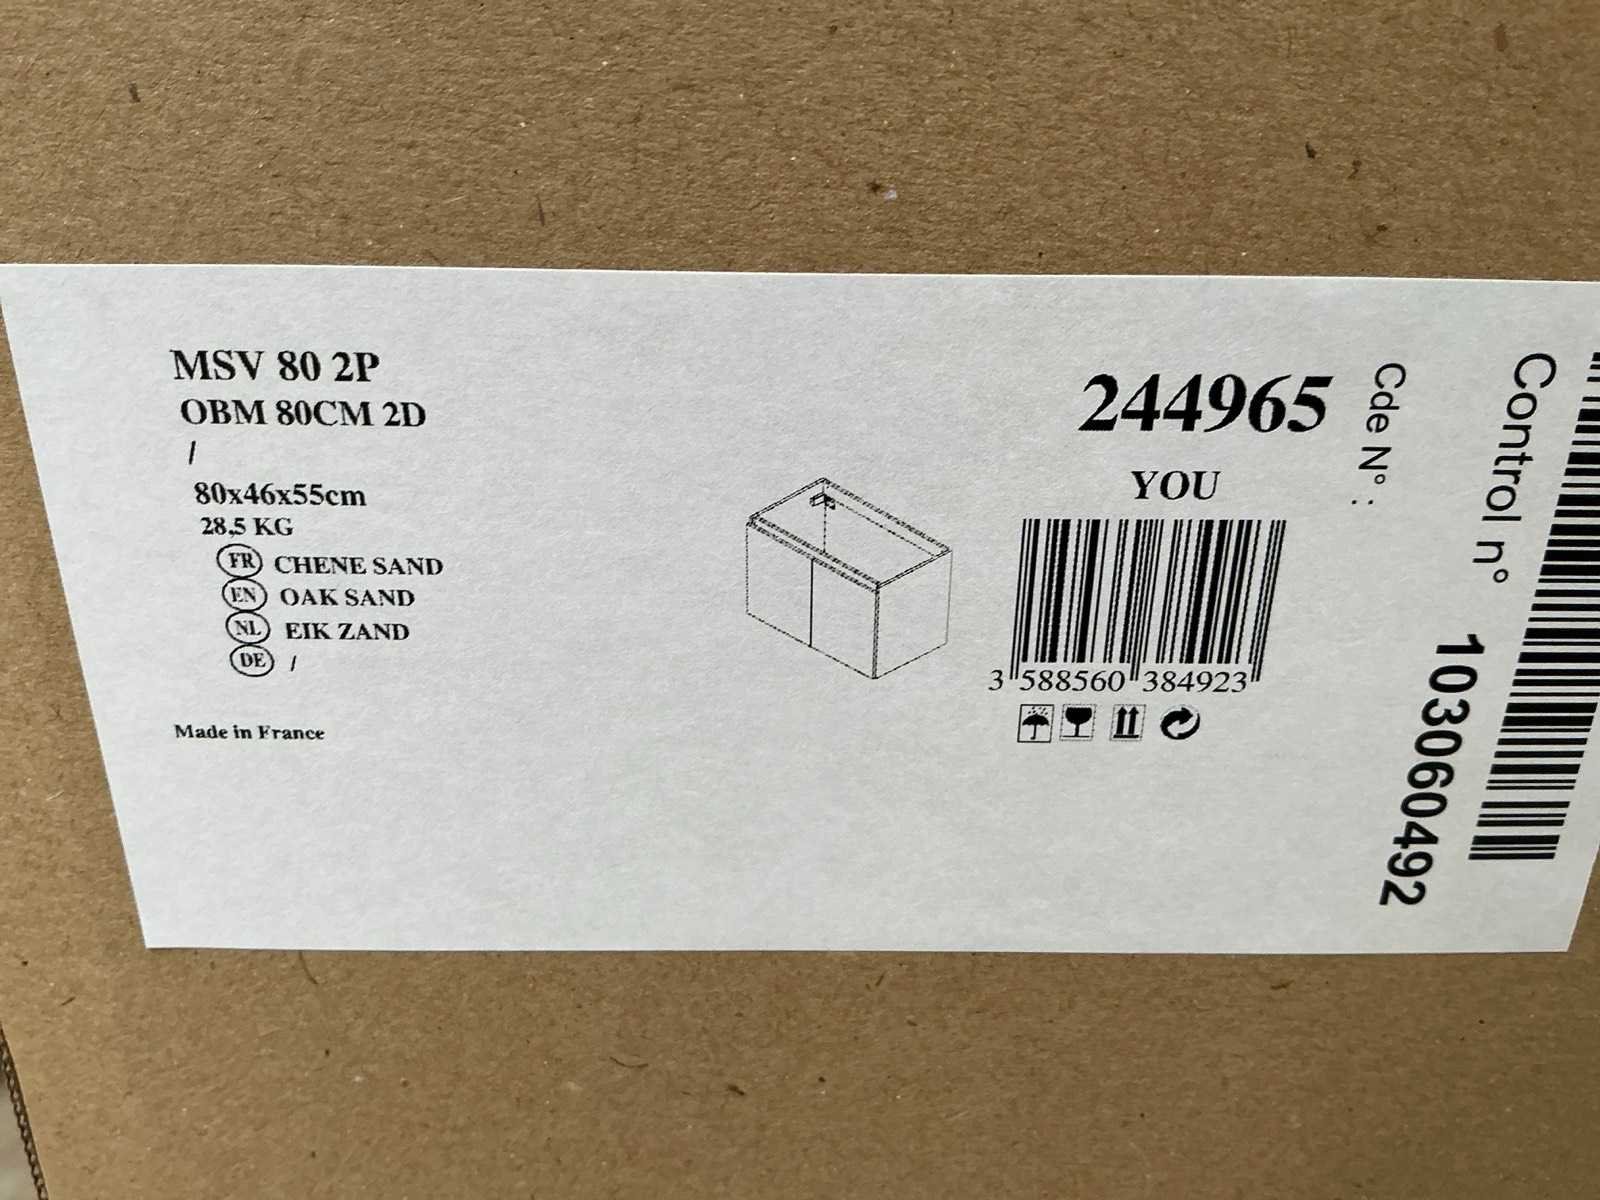 MSV 80 2P
OBM 80CM 2D
/
80x46x55cm
28,5 KG
FR CHENE SAND
EN OAK SAND
NL EIK ZAND
DE /
Made in France
244965
YOU
3 588560 384923
Cde N° :
Control n°
103060492